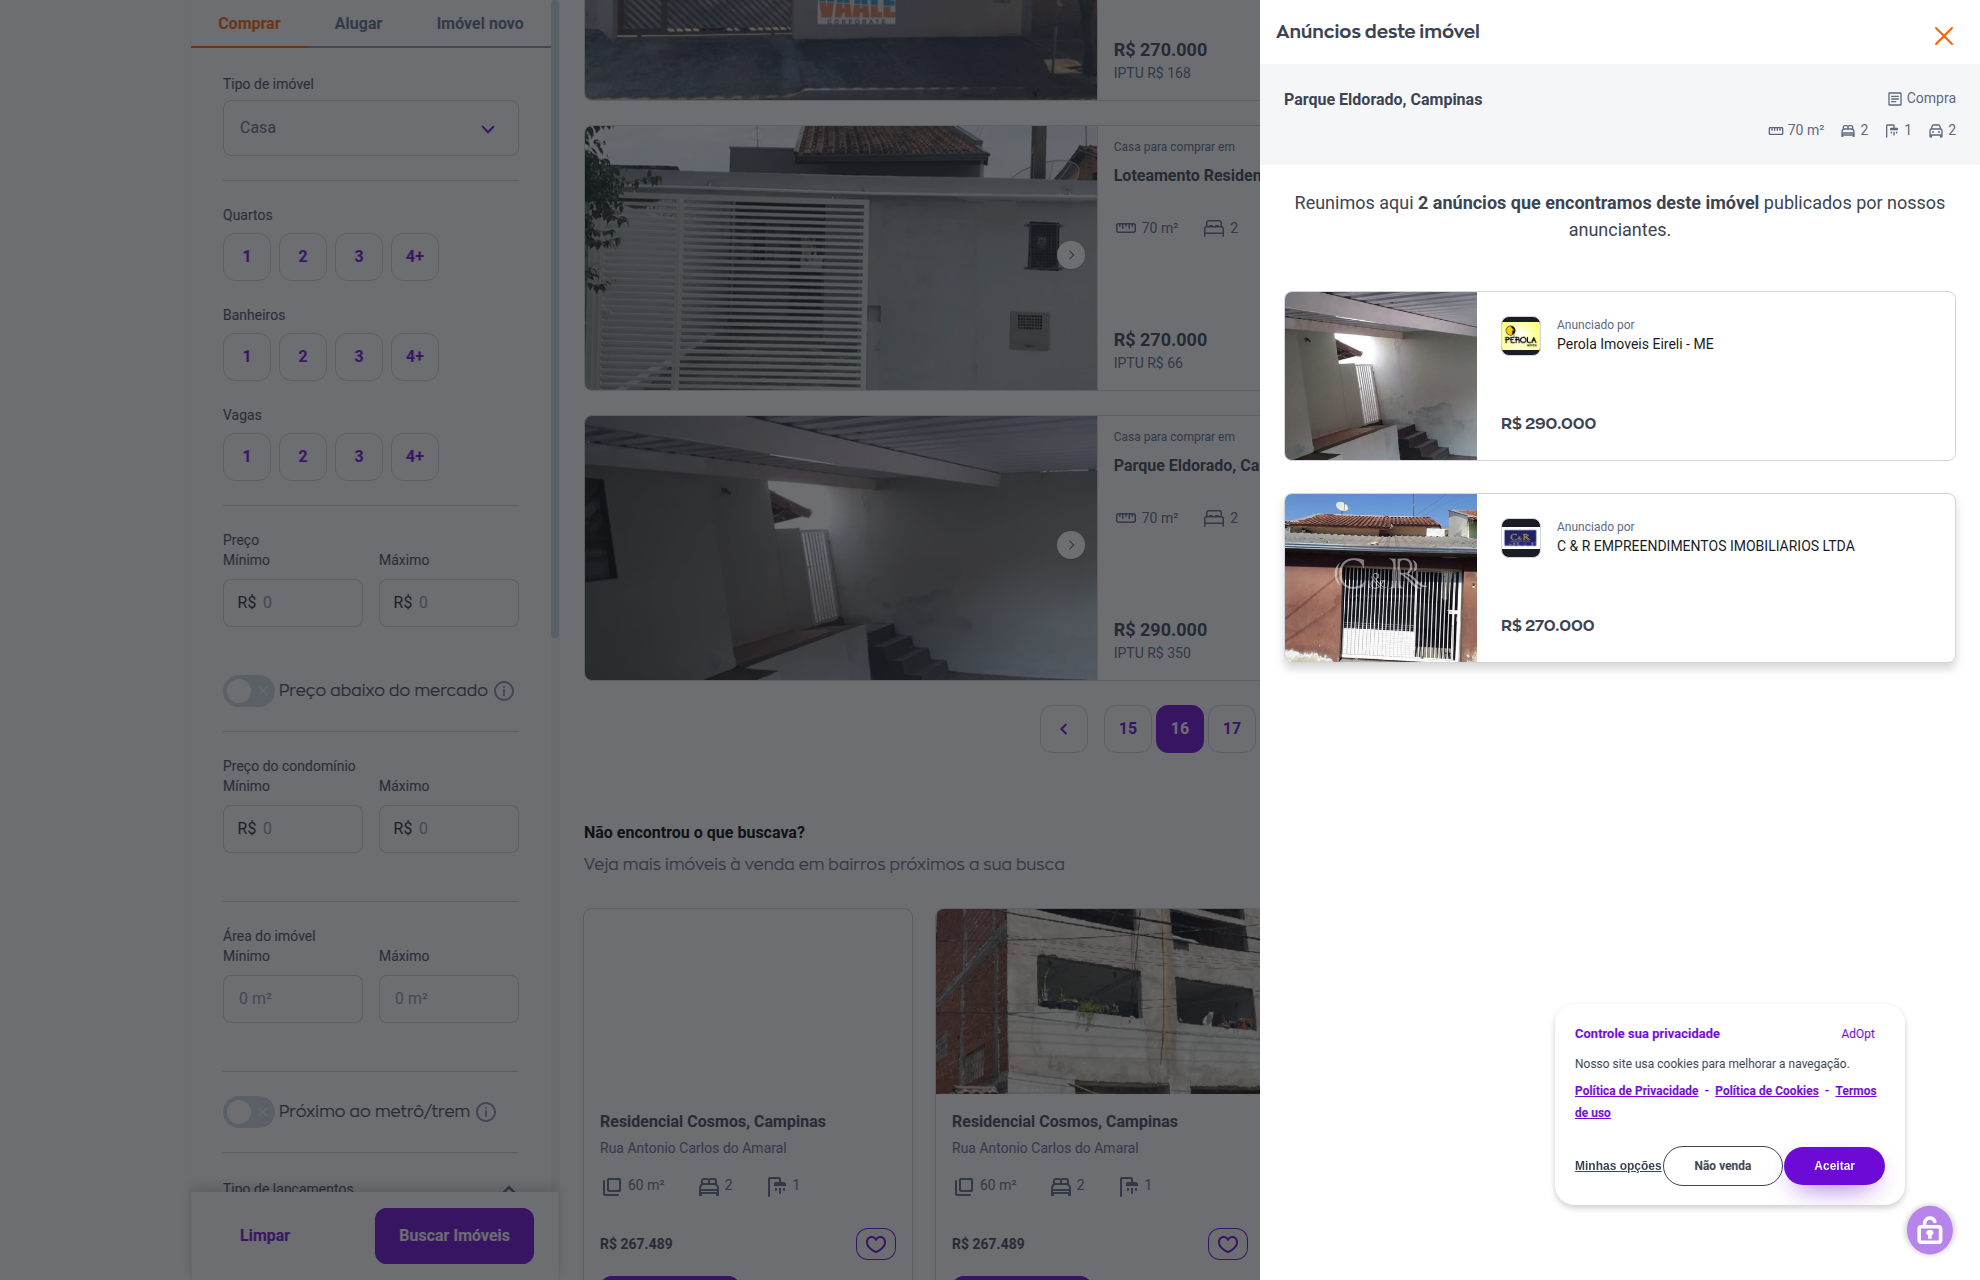 Comprar
Alugar
Imóvel novo
Tipo de imóvel
Casa
Quartos
1
2
3
4+
Banheiros
1
2
3
4+
Vagas
1
2
3
4+
Preço
Mínimo
Máximo
R$ 0
R$ 0
Preço abaixo do mercado
Preço do condomínio
Mínimo
Máximo
R$ 0
R$ 0
Área do imóvel
Mínimo
Máximo
0 m²
0 m²
Próximo ao metrô/trem
Tipo de lançamentos
Limpar
Buscar Imóveis
VAALE
CORPORATE
R$ 270.000
IPTU R$ 168
Casa para comprar em
Loteamento Residen
70 m²
2
R$ 270.000
IPTU R$ 66
Casa para comprar em
Parque Eldorado, Ca
70 m²
2
R$ 290.000
IPTU R$ 350
15
16
17
Não encontrou o que buscava?
Veja mais imóveis à venda em bairros próximos a sua busca
Residencial Cosmos, Campinas
Rua Antonio Carlos do Amaral
60 m²
2
1
R$ 267.489
Residencial Cosmos, Campinas
Rua Antonio Carlos do Amaral
60 m²
2
1
R$ 267.489
Anúncios deste imóvel
Parque Eldorado, Campinas
Compra
70 m²
2
1
2
Reunimos aqui 2 anúncios que encontramos deste imóvel publicados por nossos
anunciantes.
PEROLA
Anunciado por
Perola Imoveis Eireli - ME
R$ 290.000
C&R
C&R
Anunciado por
C & R EMPREENDIMENTOS IMOBILIARIOS LTDA
R$ 270.000
Controle sua privacidade
AdOpt
Nosso site usa cookies para melhorar a navegação.
Política de Privacidade - Política de Cookies - Termos
de uso
Minhas opções
Não venda
Aceitar